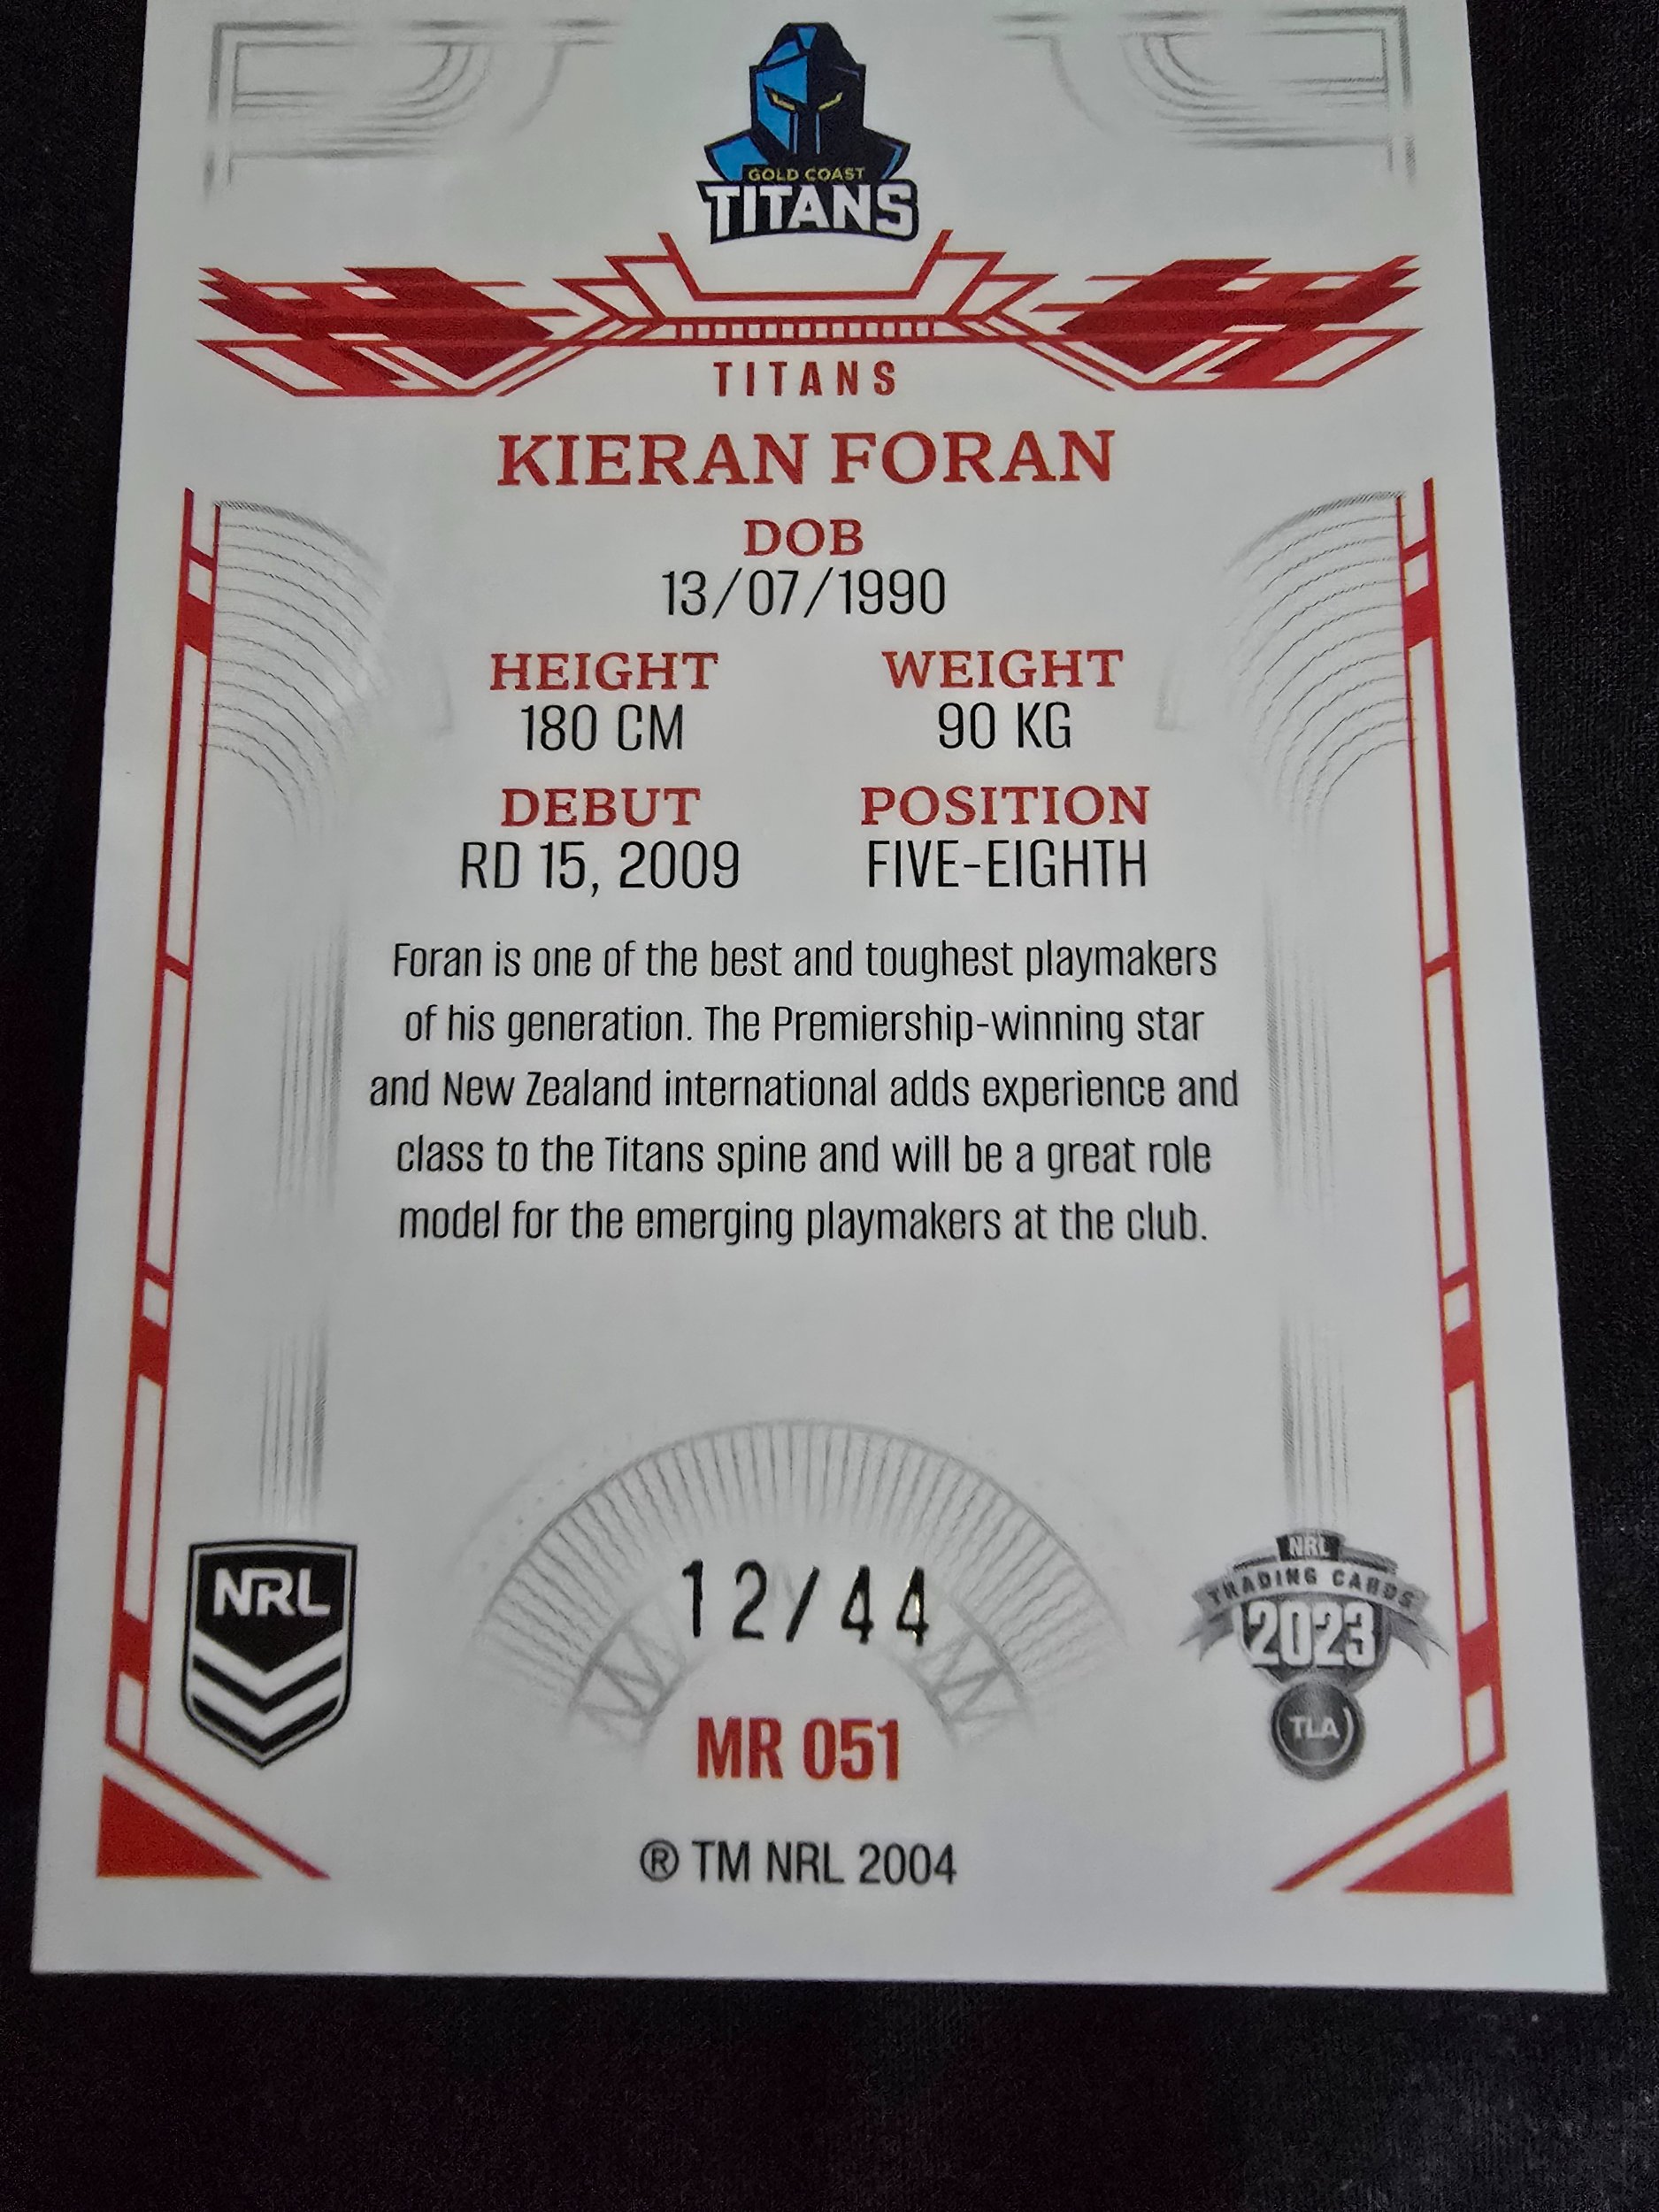 GOLD COAST
TITANS
TITANS
KIERAN FORAN
DOB
13/07/1990
HEIGHT WEIGHT
180 CM 90 KG
DEBUT POSITION
RD 15, 2009 FIVE-EIGHTH
Foran is one of the best and toughest playmakers
of his generation. The Premiership-winning star
and New Zealand international adds experience and
class to the Titans spine and will be a great role
model for the emerging playmakers at the club.
NRL
12/44
NRL
TRADING CARDS
2023
TLA
MR 051
® TM NRL 2004